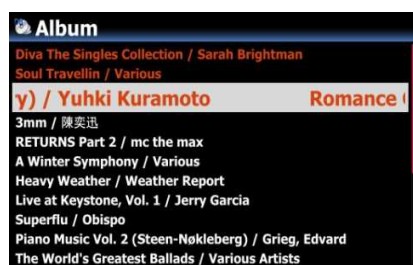 Album
Diva The Singles Collection / Sarah Brightman
Soul Travellin / Various
y) / Yuhki Kuramoto Romance
3mm / 陳奕迅
RETURNS Part 2 / mc the max
A Winter Symphony / Various
Heavy Weather / Weather Report
Live at Keystone, Vol. 1 / Jerry Garcia
Superflu / Obispo
Piano Music Vol. 2 (Steen-Nøkleberg) / Grieg, Edvard
The World's Greatest Ballads / Various Artists